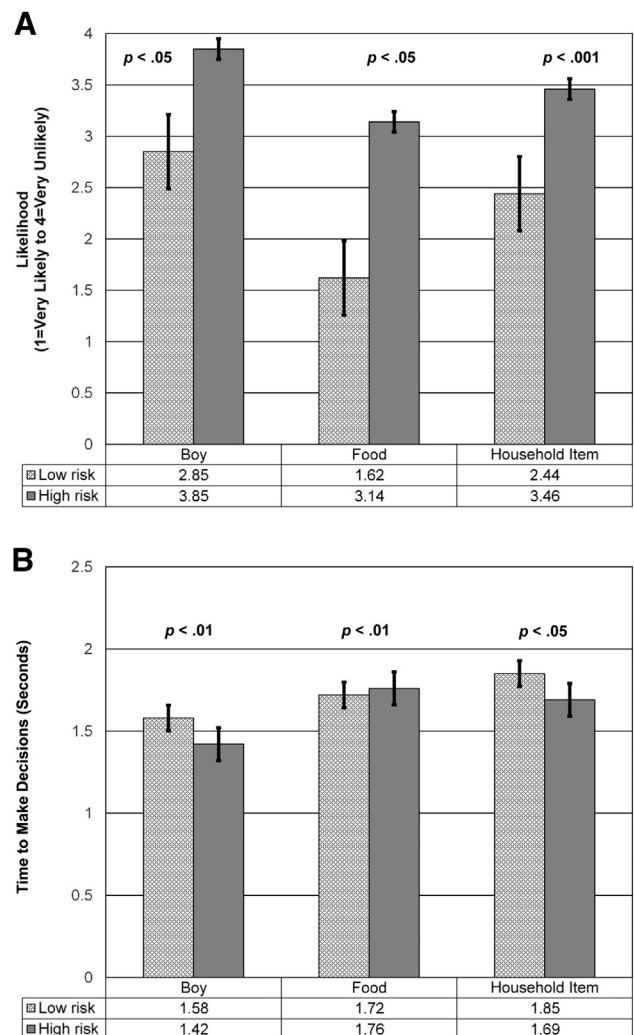 A
Likelihood
(1=Very Likely to 4=Very Unlikely)
4
3.5
3
2.5
2
1.5
1
0.5
0
p < .05
p < .05
p < .001
Boy Food Household Item
Low risk 2.85 1.62 2.44
High risk 3.85 3.14 3.46
B
Time to Make Decisions (Seconds)
2.5
2
1.5
1
0.5
0
p < .01
p < .01
p < .05
Boy Food Household Item
Low risk 1.58 1.72 1.85
High risk 1.42 1.76 1.69